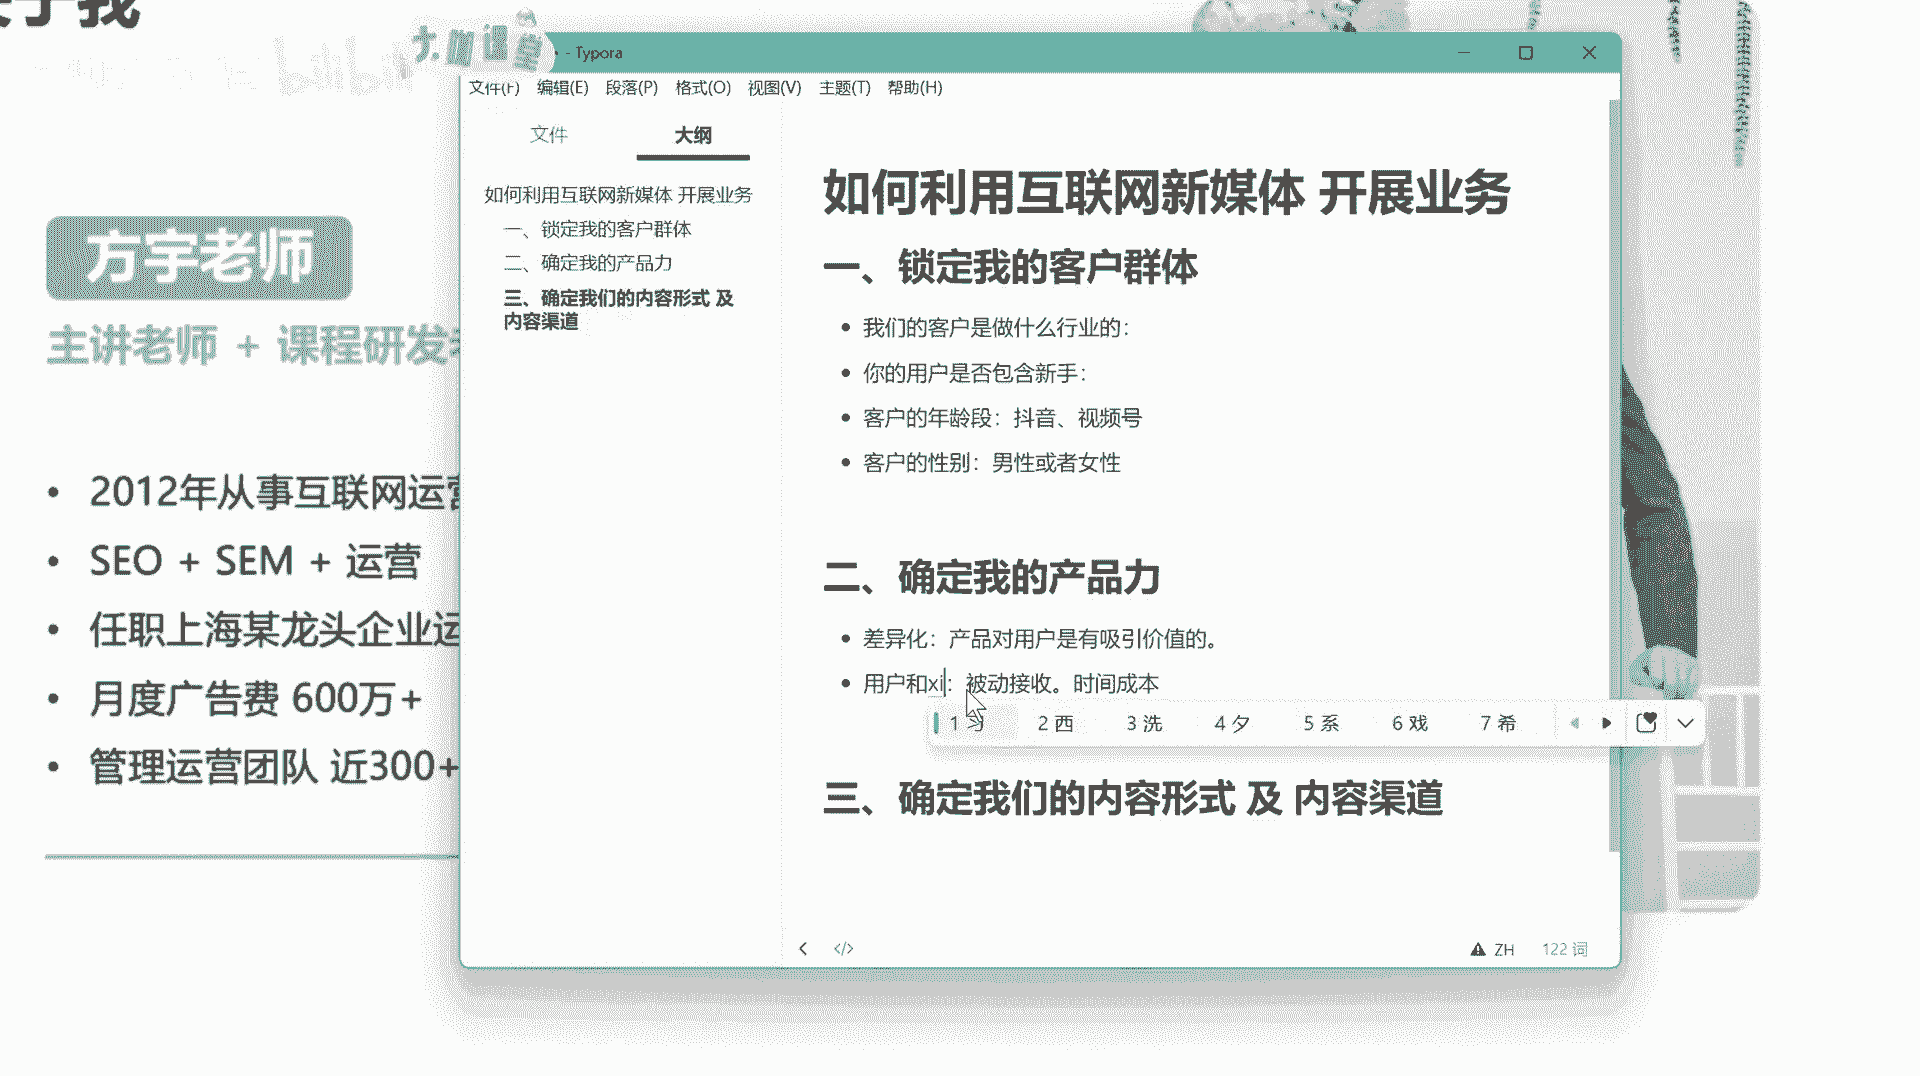 bilibili
大咖课堂
- Typora
文件(F) 编辑(E) 段落(P) 格式(O) 视图(V) 主题(T) 帮助(H)
文件 大纲
如何利用互联网新媒体 开展业务
一、锁定我的客户群体
二、确定我的产品力
三、确定我们的内容形式 及
内容渠道
如何利用互联网新媒体 开展业务
一、锁定我的客户群体
我们的客户是做什么行业的：
你的用户是否包含新手：
客户的年龄段：抖音、视频号
客户的性别：男性或者女性
二、确定我的产品力
差异化：产品对用户是有吸引价值的。
用户和xi：被动接收。时间成本
1 习 2 西 3 洗 4 夕 5 系 6 戏 7 希
三、确定我们的内容形式 及 内容渠道
</> ZH 122 词
方宇老师
主讲老师 + 课程研发
2012年从事互联网运营
SEO + SEM + 运营
任职上海某龙头企业运
月度广告费 600万+
管理运营团队 近300+